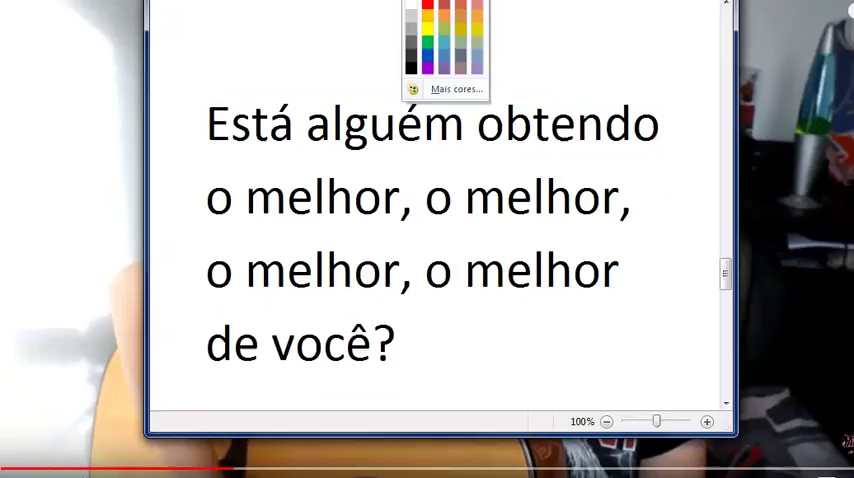 Mais cores...
Está alguém obtendo
o melhor, o melhor,
o melhor, o melhor
de você?
100%